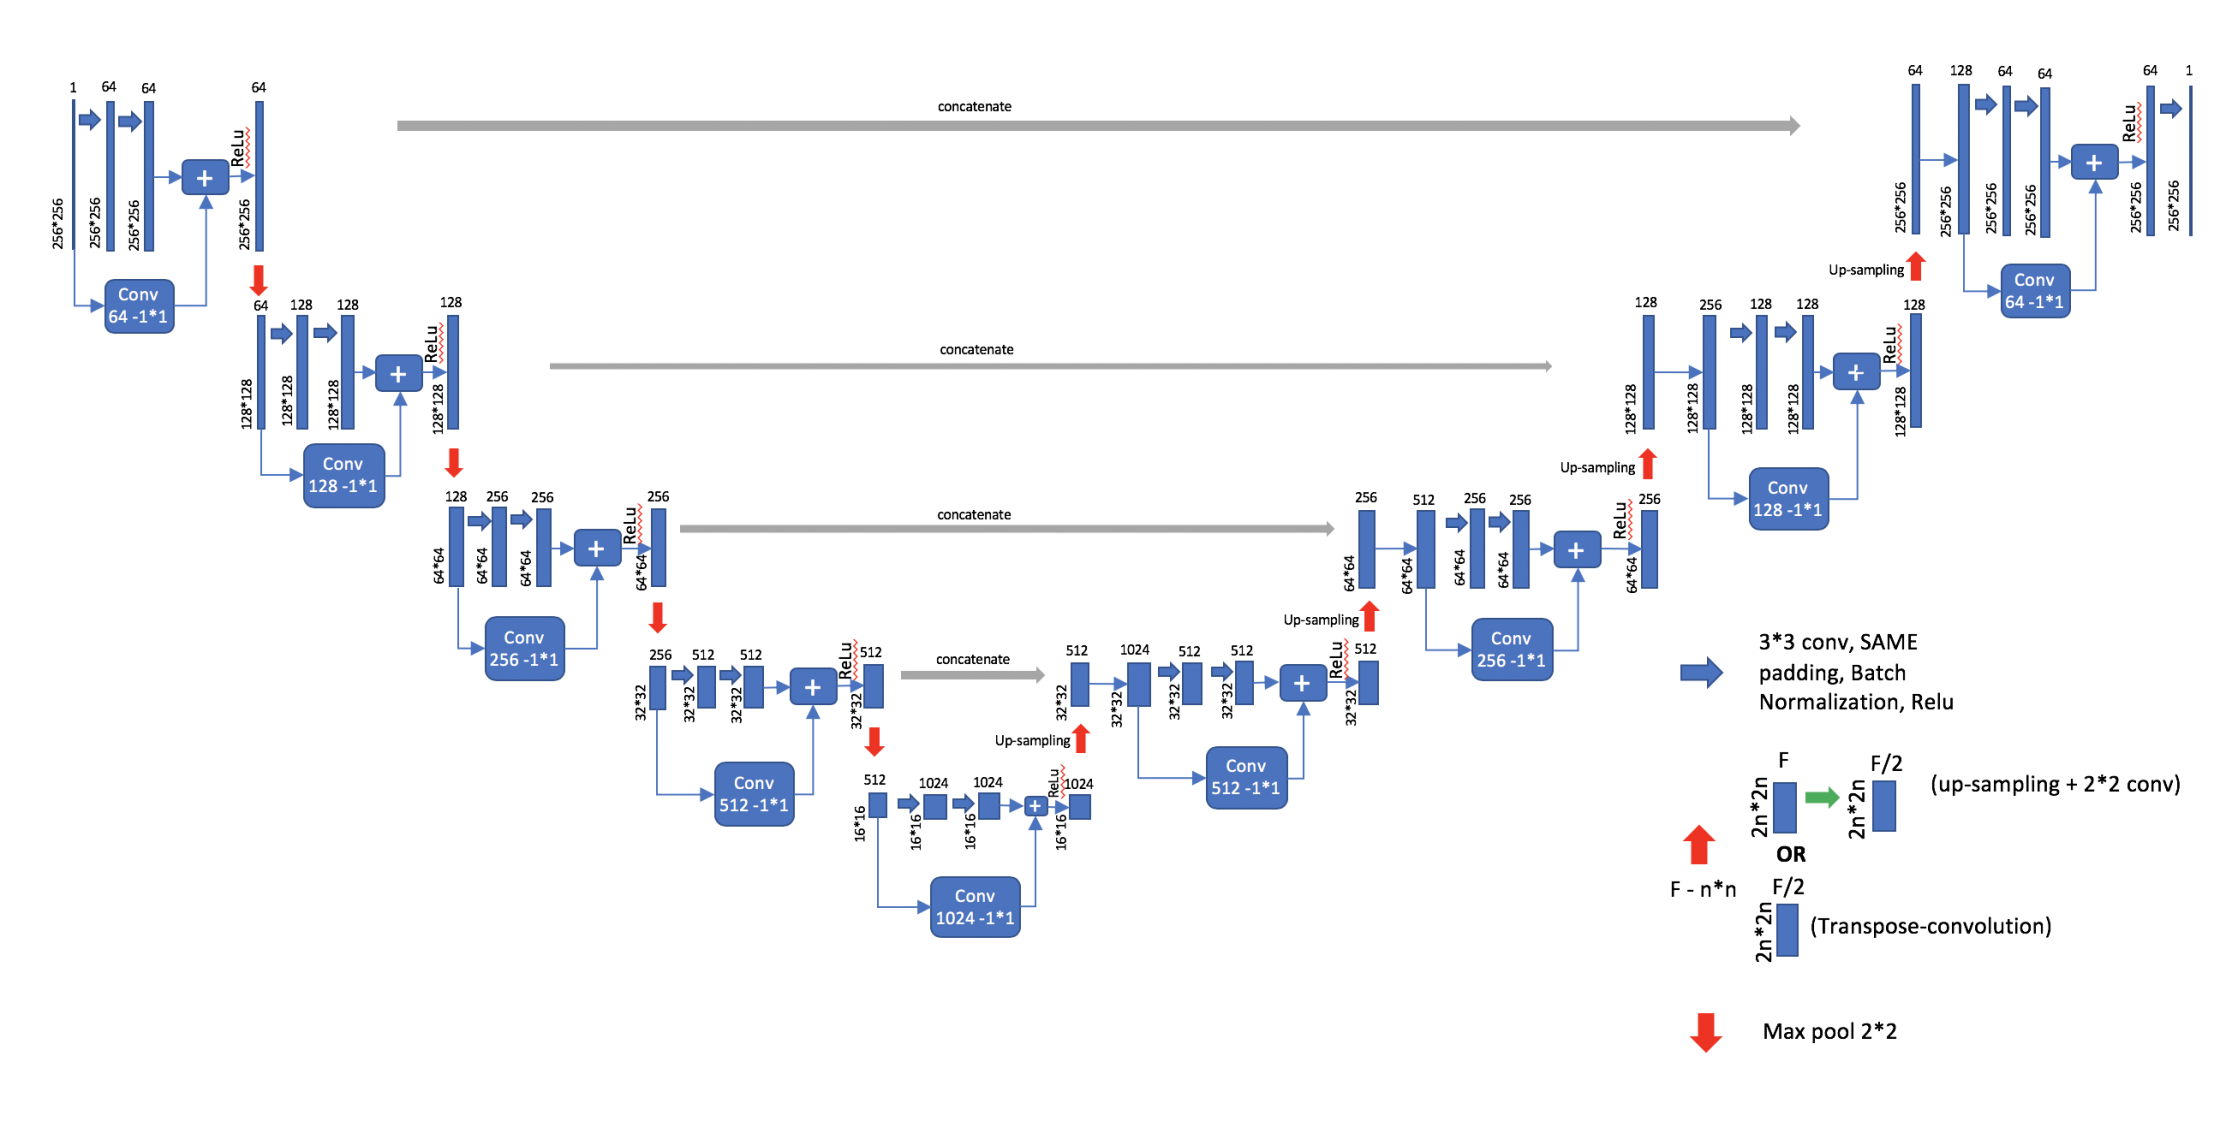 1
64
64
64
256*256
256*256
256*256
256*256
ReLu
+
Conv
64 -1*1
concatenate
64
128
64
64
64
1
256*256
256*256
256*256
256*256
256*256
256*256
ReLu
+
Conv
64 -1*1
Up-sampling
64
128
128
128
128*128
128*128
128*128
128*128
ReLu
+
Conv
128 -1*1
concatenate
128
256
128
128
128
128*128
128*128
128*128
128*128
128*128
ReLu
+
Conv
128 -1*1
Up-sampling
128
256
256
256
64*64
64*64
64*64
64*64
ReLu
+
Conv
256 -1*1
concatenate
256
512
256
256
256
64*64
64*64
64*64
64*64
64*64
ReLu
+
Conv
256 -1*1
Up-sampling
256
512
512
512
32*32
32*32
32*32
32*32
ReLu
+
Conv
512 -1*1
concatenate
512
1024
512
512
512
32*32
32*32
32*32
32*32
32*32
ReLu
+
Conv
512 -1*1
Up-sampling
512
1024
1024
1024
16*16
16*16
16*16
16*16
ReLu
+
Conv
1024 -1*1
3*3 conv, SAME
padding, Batch
Normalization, Relu
F
F/2
2n*2n
2n*2n
(up-sampling + 2*2 conv)
OR
F - n*n
F/2
2n*2n
(Transpose-convolution)
Max pool 2*2